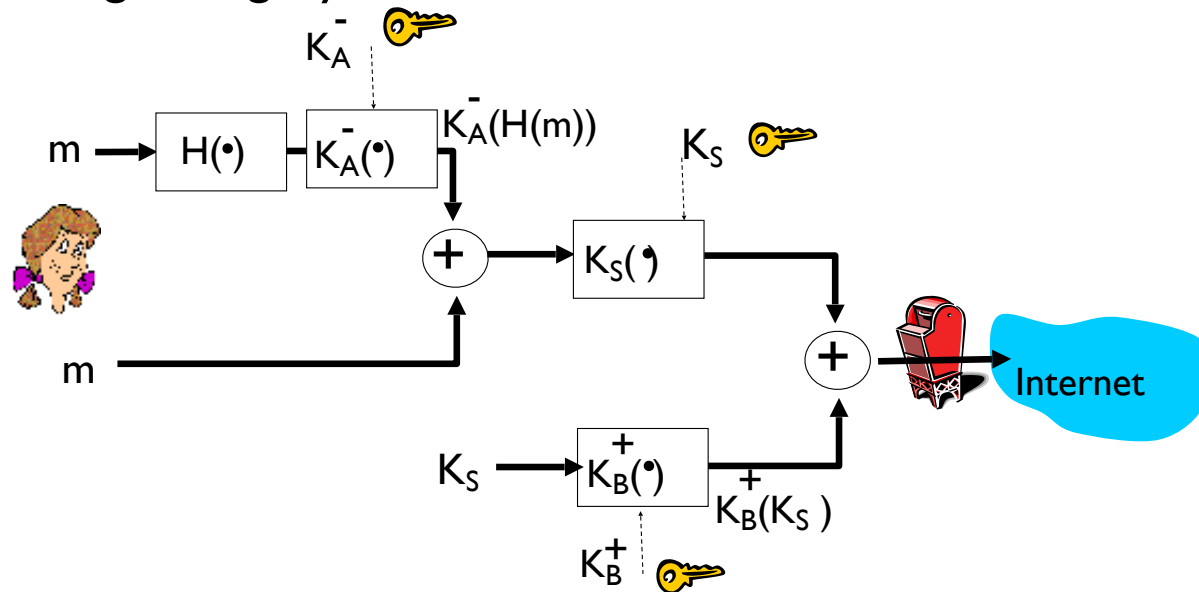 K_A^-
m
H(•)
K_A^-(•)
K_A^-(H(m))
K_S
+
K_S(•)
m
+
Internet
K_S
K_B^+(•)
K_B^+(K_S )
K_B^+